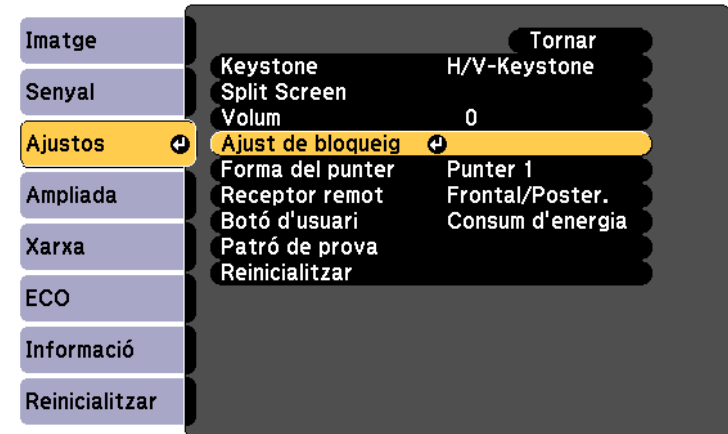 Imatge
Senyal
Ajustos
Ampliada
Xarxa
ECO
Informació
Reinicialitzar
Tornar
Keystone H/V-Keystone
Split Screen
Volum 0
Ajust de bloqueig
Forma del punter Punter 1
Receptor remot Frontal/Poster.
Botó d'usuari Consum d'energia
Patró de prova
Reinicialitzar